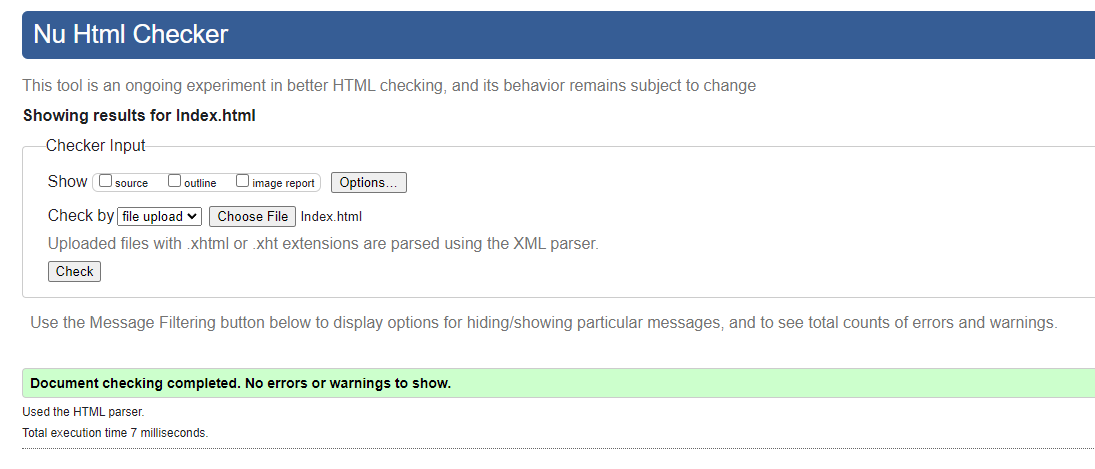 Nu Html Checker
This tool is an ongoing experiment in better HTML checking, and its behavior remains subject to change
Showing results for Index.html
Checker Input
Show source outline image report Options...
Check by file upload Choose File Index.html
Uploaded files with .xhtml or .xht extensions are parsed using the XML parser.
Check
Use the Message Filtering button below to display options for hiding/showing particular messages, and to see total counts of errors and warnings.
Document checking completed. No errors or warnings to show.
Used the HTML parser.
Total execution time 7 milliseconds.